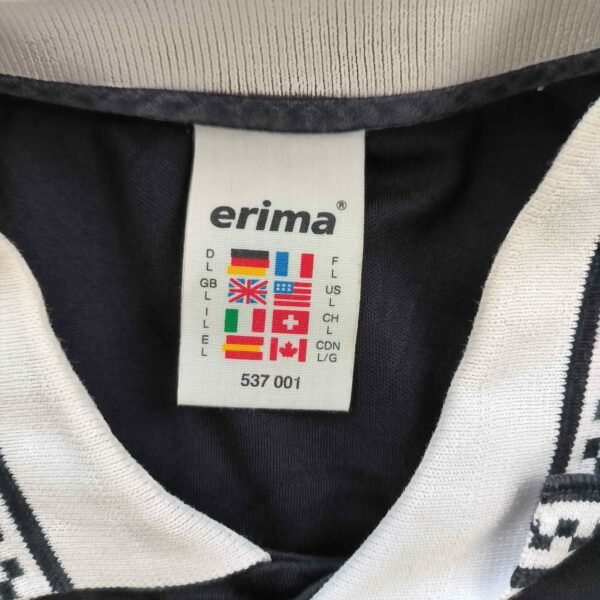 erima®
D F
L L
GB US
L L
I CH
L L
E CDN
L L/G
537 001